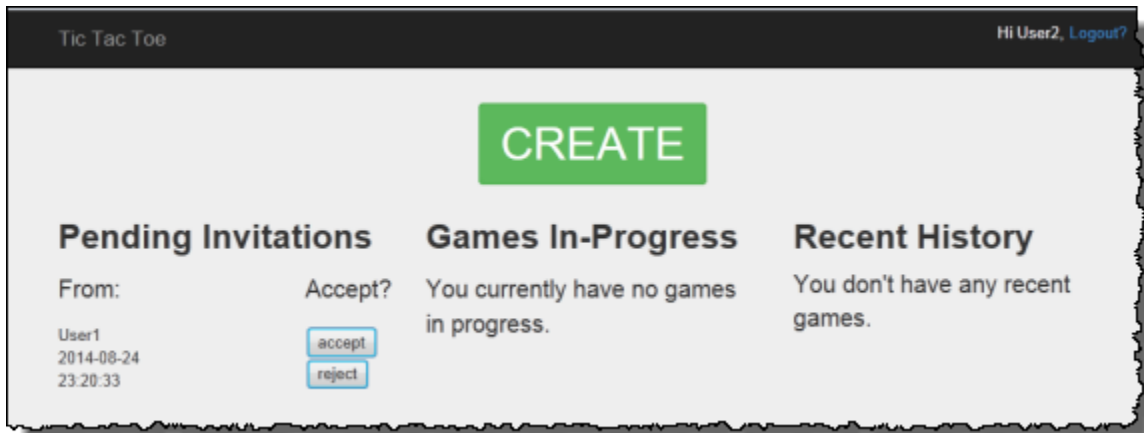 Tic Tac Toe
Hi User2, Logout?
CREATE
Pending Invitations
From:
Accept?
User1
2014-08-24
23:20:33
accept
reject
Games In-Progress
You currently have no games
in progress.
Recent History
You don't have any recent
games.